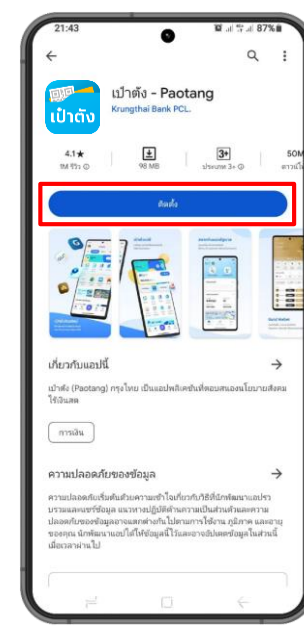 21:43
87%
เป๋าตัง - Paotang
Krungthai Bank PCL.
เป๋าตัง
4.1★
98 MB
3+
50M
1M รีวิว
ประเภท 3+
ติดตั้ง
เกี่ยวกับแอปนี้
เป๋าตัง (Paotang) กรุงไทย เป็นแอปพลิเคชันที่ตอบสนองนโยบายสังคม
ไร้เงินสด
การเงิน
ความปลอดภัยของข้อมูล
ความปลอดภัยเริ่มต้นด้วยความเข้าใจเกี่ยวกับวิธีที่นักพัฒนาแอปรว
บรวมและแชร์ข้อมูล แนวทางปฏิบัติด้านความเป็นส่วนตัวและความ
ปลอดภัยของข้อมูลอาจแตกต่างกันไปตามการใช้งาน ภูมิภาค และอายุ
ของคุณ นักพัฒนาแอปได้ให้ข้อมูลนี้ไว้และอาจอัปเดตข้อมูลในส่วนนี้
เมื่อเวลาผ่านไป